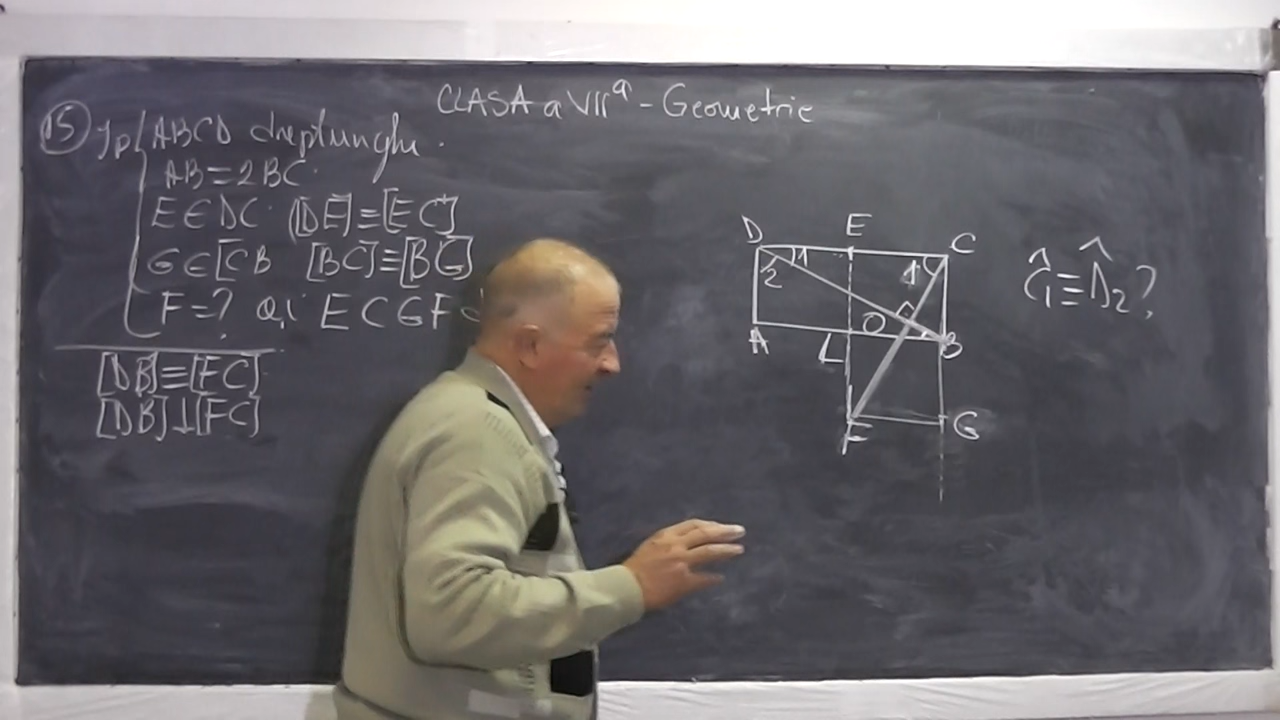 CLASA a VII a - Geometrie
15 Jp ABCD dreptunghi.
AB=2BC
E∈DC [DE]≡[EC]
G∈[CB [BC]≡[BG]
F=? a,i ECGF
[DB]≡[FC]
[DB]⊥[FC]
D E C
1 2 1
O
A L B
F G
Ĉ1≡D̂2?